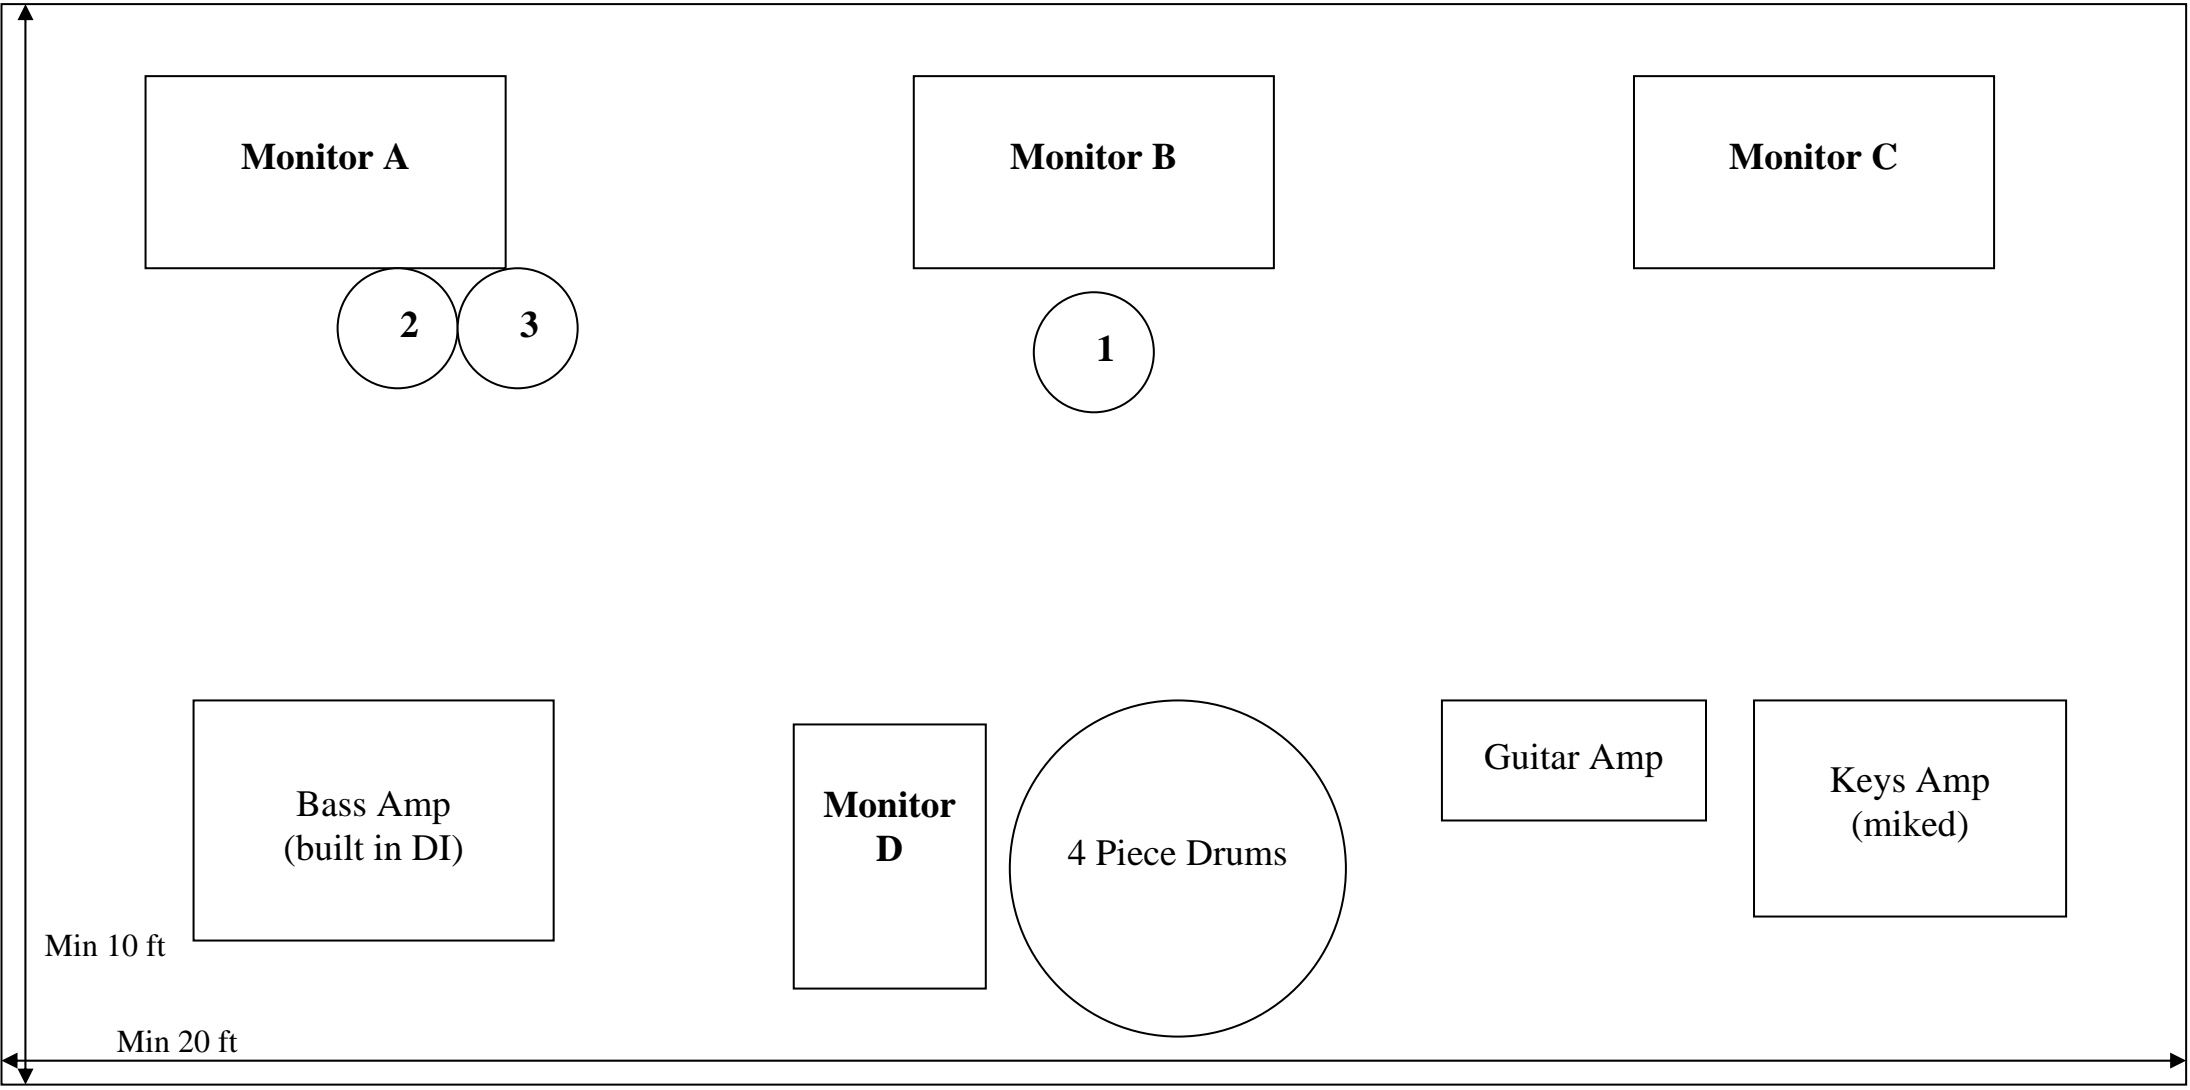 Monitor A
Monitor B
Monitor C
2
3
1
Guitar Amp
Keys Amp
(miked)
Bass Amp
(built in DI)
Monitor
D
4 Piece Drums
Min 10 ft
Min 20 ft